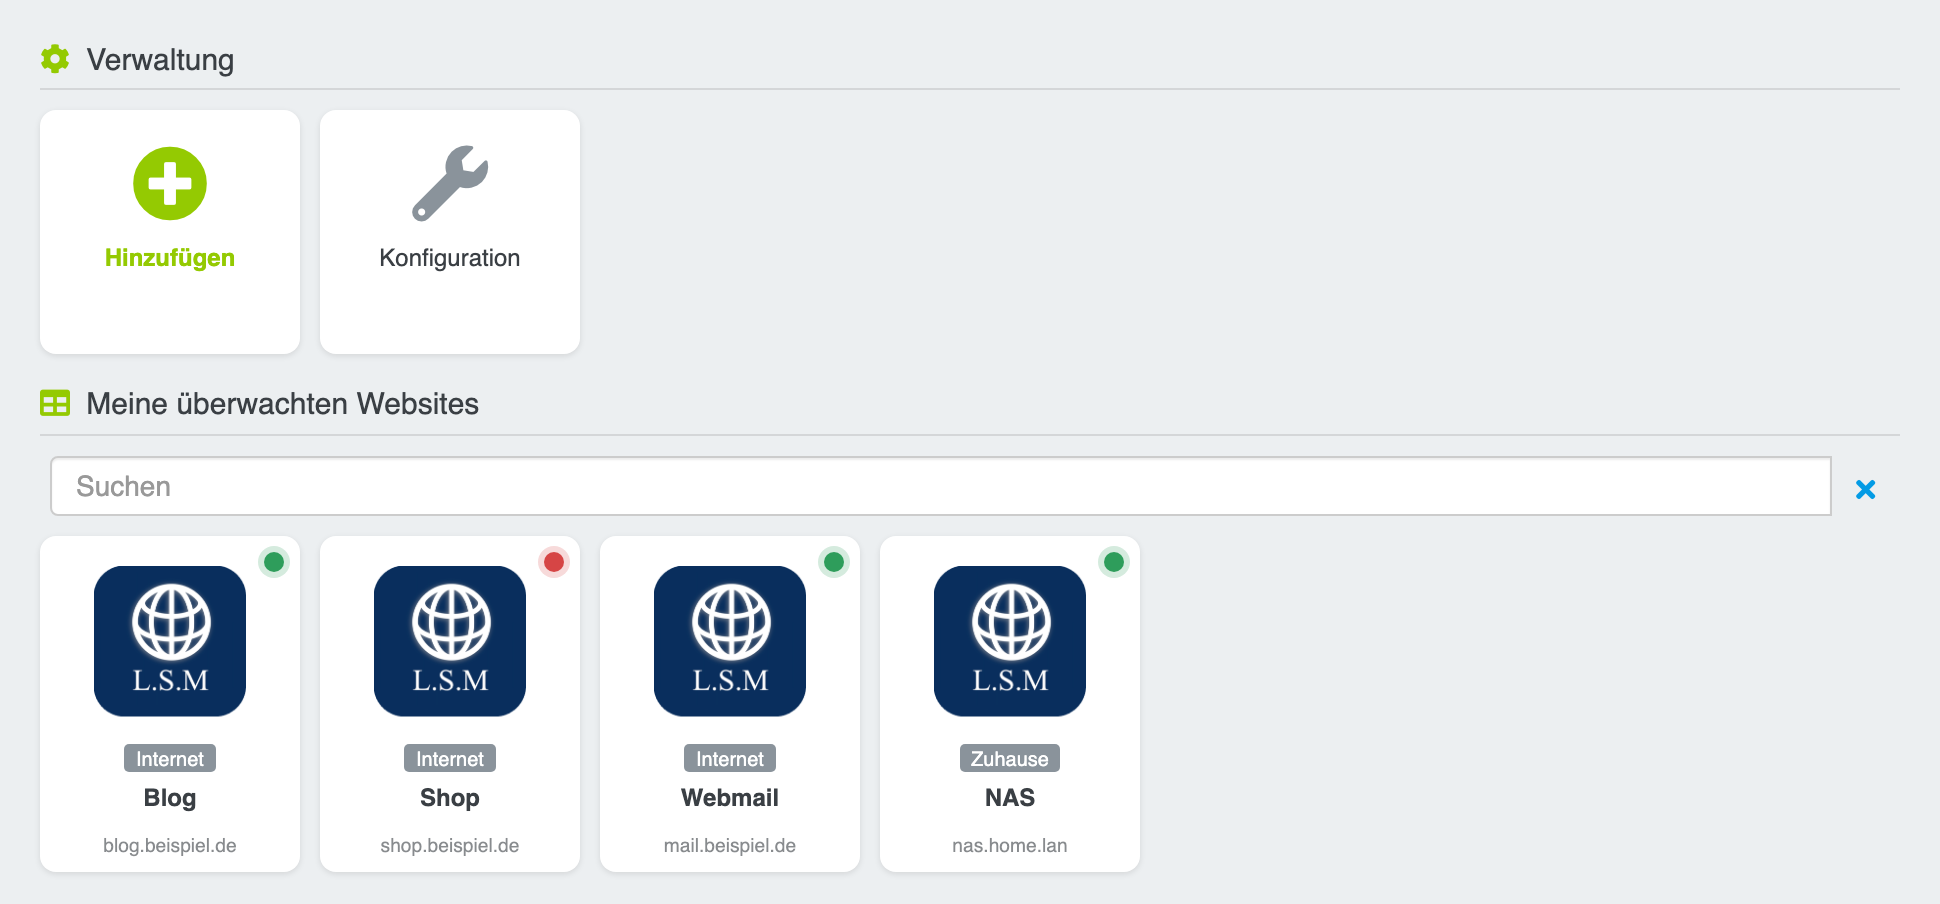 Verwaltung
Hinzufügen
Konfiguration
Meine überwachten Websites
Suchen
L.S.M
Internet
Blog
blog.beispiel.de
L.S.M
Internet
Shop
shop.beispiel.de
L.S.M
Internet
Webmail
mail.beispiel.de
L.S.M
Zuhause
NAS
nas.home.lan